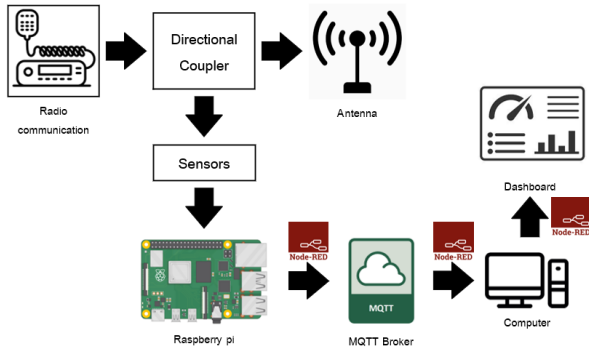 Radio
communication
Directional
Coupler
Antenna
Sensors
Dashboard
Node-RED
Node-RED
Node-RED
MQTT
Raspberry pi
MQTT Broker
Computer